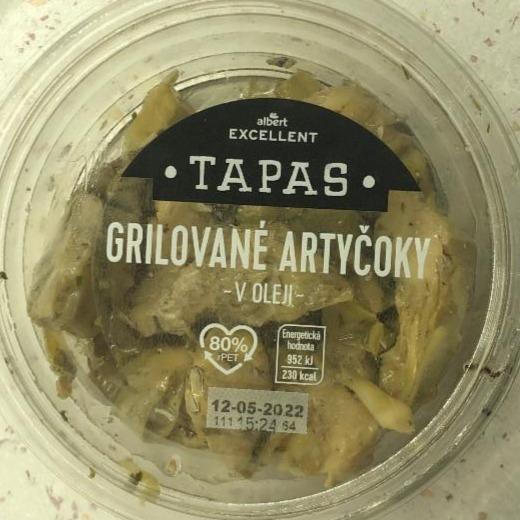 albert
EXCELLENT
• TAPAS •
GRILOVANÉ ARTYČOKY
~V OLEJI~
80%
rPET
Energetická
hodnota
952 kJ
230 kcal
12-05-2022
111 15:24 64